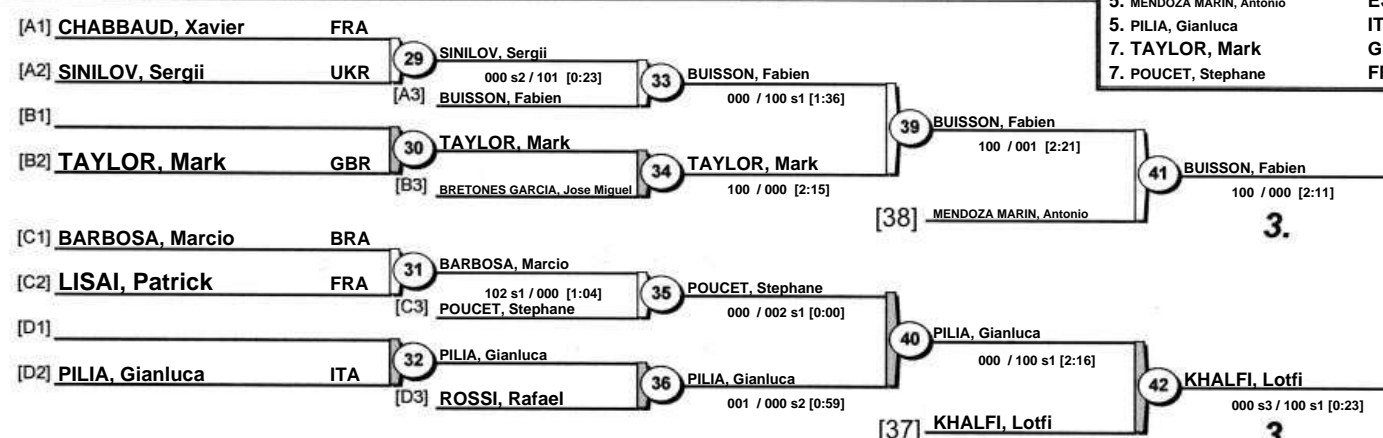 5. MENDOZA MARIN, Antonio
5. PILIA, Gianluca IT
7. TAYLOR, Mark G
7. POUCET, Stephane
[A1] CHABBAUD, Xavier FRA
29 SINILOV, Sergii
[A2] SINILOV, Sergii UKR
000 s2 / 101 [0:23]
33 BUISSON, Fabien
[A3] BUISSON, Fabien
000 / 100 s1 [1:36]
[B1]
39 BUISSON, Fabien
30 TAYLOR, Mark
100 / 001 [2:21]
[B2] TAYLOR, Mark GBR
34 TAYLOR, Mark
41 BUISSON, Fabien
[B3] BRETONES GARCIA, Jose Miguel
100 / 000 [2:15]
100 / 000 [2:11]
[38] MENDOZA MARIN, Antonio
3.
[C1] BARBOSA, Marcio BRA
31 BARBOSA, Marcio
[C2] LISAI, Patrick FRA
102 s1 / 000 [1:04]
35 POUCET, Stephane
[C3] POUCET, Stephane
000 / 002 s1 [0:00]
[D1]
40 PILIA, Gianluca
32 PILIA, Gianluca
000 / 100 s1 [2:16]
[D2] PILIA, Gianluca ITA
36 PILIA, Gianluca
42 KHALFI, Lotfi
[D3] ROSSI, Rafael
001 / 000 s2 [0:59]
000 s3 / 100 s1 [0:23]
[37] KHALFI, Lotfi
3